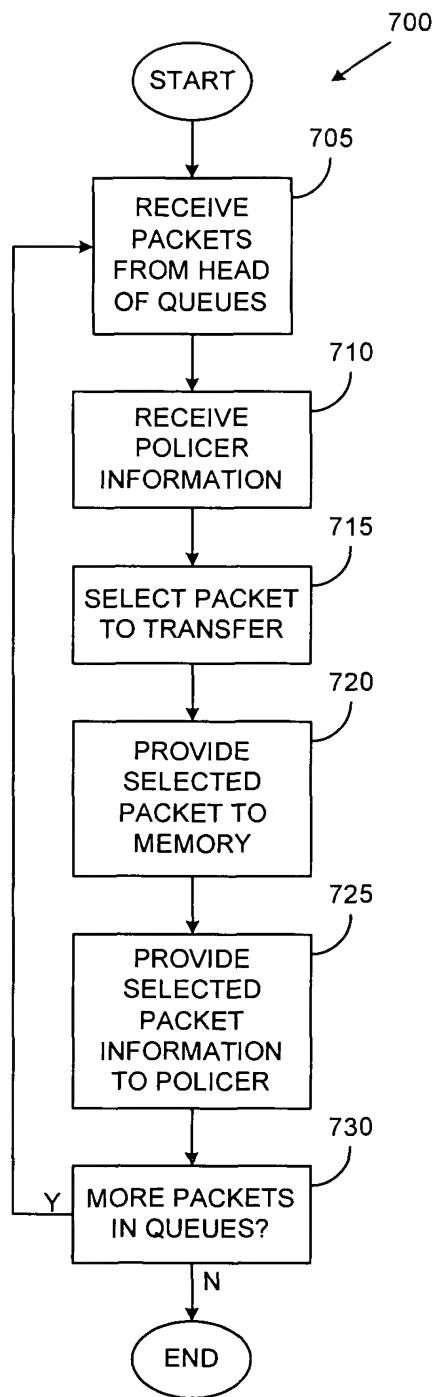 700
START
705
RECEIVE
PACKETS
FROM HEAD
OF QUEUES
710
RECEIVE
POLICER
INFORMATION
715
SELECT PACKET
TO TRANSFER
720
PROVIDE
SELECTED
PACKET TO
MEMORY
725
PROVIDE
SELECTED
PACKET
INFORMATION
TO POLICER
730
Y
MORE PACKETS
IN QUEUES?
N
END